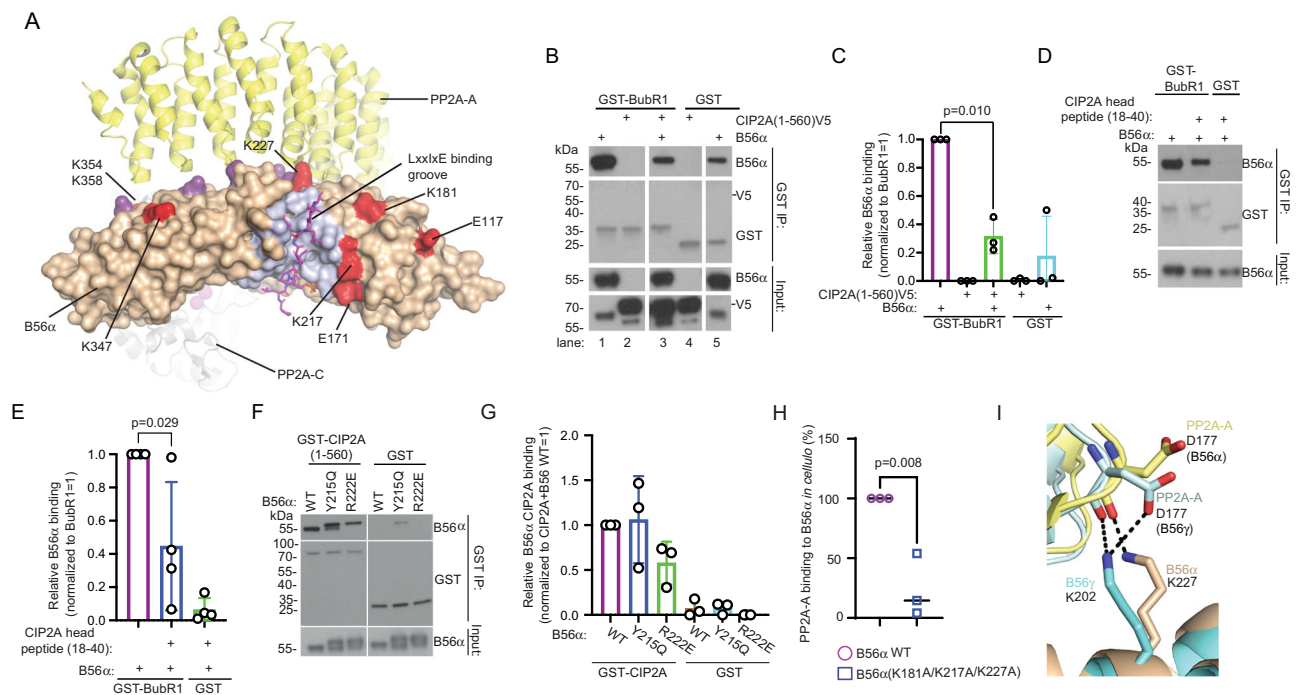 A
PP2A-A
K227
LxxIxE binding
groove
K354
K358
K181
E117
B56α
K217
K347
E171
PP2A-C
B
GST-BubR1
GST
+
+
+
CIP2A(1-560)V5
+
+
+
B56α
kDa
55-
B56α
70-
55-
40-
35-
25-
-V5
GST
GST IP:
55-
B56α
70-
55-
-V5
Input:
lane:
1
2
3
4
5
C
p=0.010
Relative B56α binding
(normalized to BubR1=1)
1.0
0.8
0.6
0.4
0.2
0.0
CIP2A(1-560)V5:
+
+
+
B56α:
+
+
+
GST-BubR1
GST
D
GST-
BubR1
GST
CIP2A head
peptide (18-40):
+
+
B56α:
+
+
+
kDa
55-
B56α
40-
35-
25-
GST
GST IP:
55-
B56α
Input:
E
p=0.029
Relative B56α binding
(normalized to BubR1=1)
1.0
0.8
0.6
0.4
0.2
0.0
CIP2A head
peptide (18-40):
+
+
B56α:
+
+
+
GST-BubR1
GST
F
GST-CIP2A
(1-560)
GST
B56α:
WT
Y215Q
R222E
WT
Y215Q
R222E
kDa
55-
B56α
100-
70-
55-
40-
35-
25-
GST
GST IP:
55-
B56α
Input:
G
Relative B56α CIP2A binding
(normalized to CIP2A+B56 WT=1)
2.0
1.5
1.0
0.5
0.0
B56α:
WT
Y215Q
R222E
WT
Y215Q
R222E
GST-CIP2A
GST
H
PP2A-A binding to B56α in cellulo (%)
p=0.008
100
50
0
B56α WT
B56α(K181A/K217A/K227A)
I
PP2A-A
D177
(B56α)
PP2A-A
D177
(B56γ)
B56γ
K202
B56α
K227